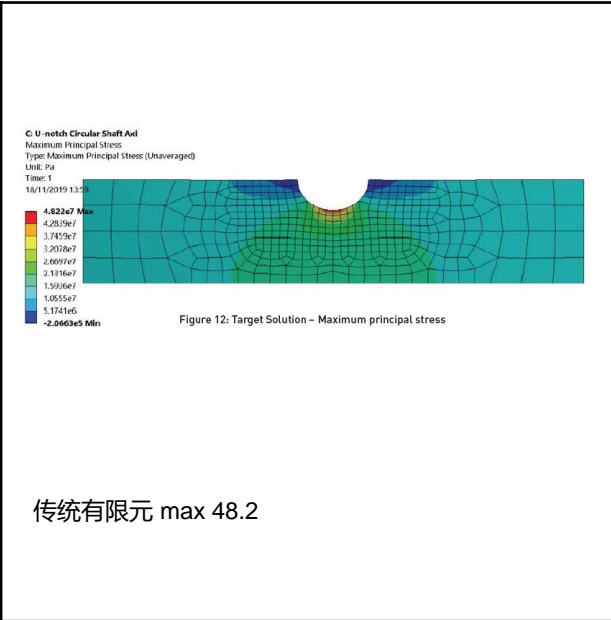 C: U-notch Circular Shaft Axi
Maximum Principal Stress
Type: Maximum Principal Stress (Unaveraged)
Unit: Pa
Time: 1
18/11/2019 13:59
4.822e7 Max
4.2839e7
3.7459e7
3.2078e7
2.6697e7
2.1316e7
1.5936e7
1.0555e7
5.1741e6
-2.0663e5 Min
Figure 12: Target Solution – Maximum principal stress
传统有限元 max 48.2